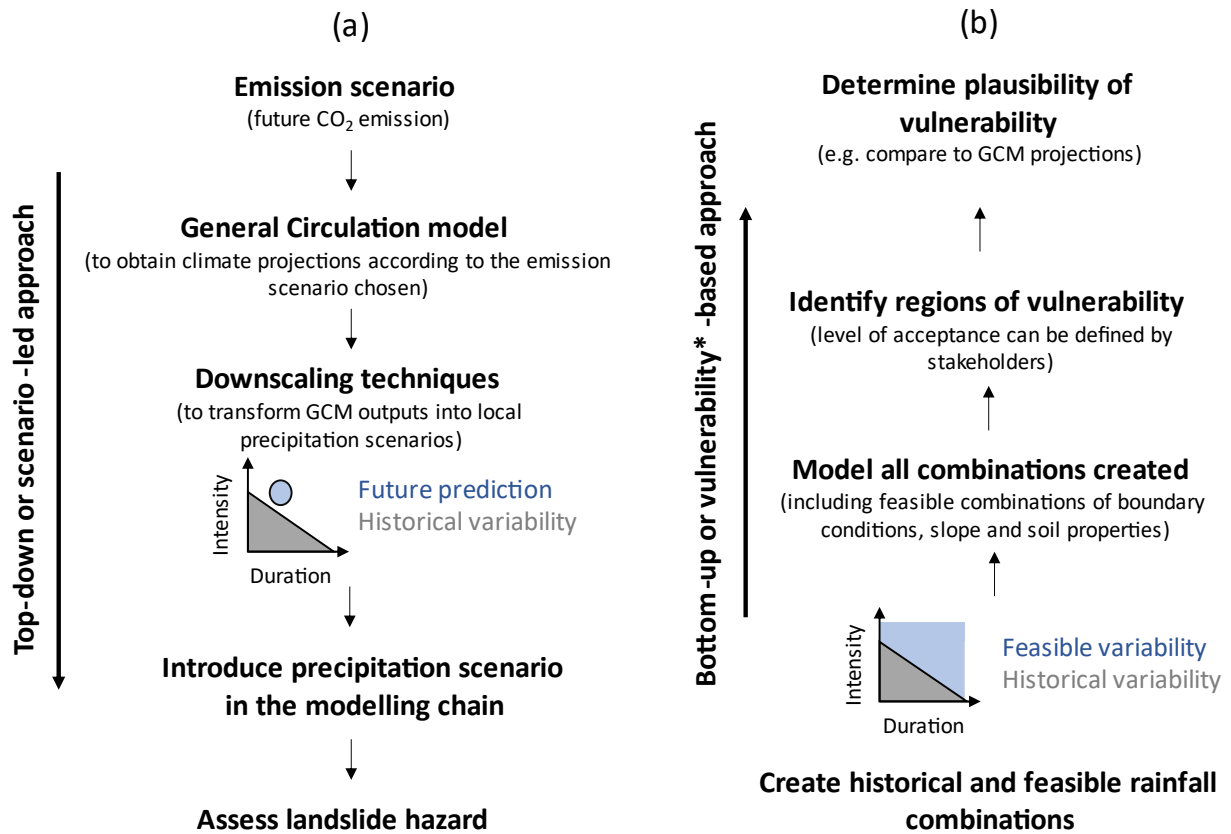 (a)
Emission scenario
(future CO₂ emission)
General Circulation model
(to obtain climate projections according to the emission
scenario chosen)
Downscaling techniques
(to transform GCM outputs into local
precipitation scenarios)
Intensity
Duration
Future prediction
Historical variability
Introduce precipitation scenario
in the modelling chain
Assess landslide hazard
Top-down or scenario -led approach
(b)
Determine plausibility of
vulnerability
(e.g. compare to GCM projections)
Identify regions of vulnerability
(level of acceptance can be defined by
stakeholders)
Model all combinations created
(including feasible combinations of boundary
conditions, slope and soil properties)
Intensity
Duration
Feasible variability
Historical variability
Create historical and feasible rainfall
combinations
Bottom-up or vulnerability* -based approach